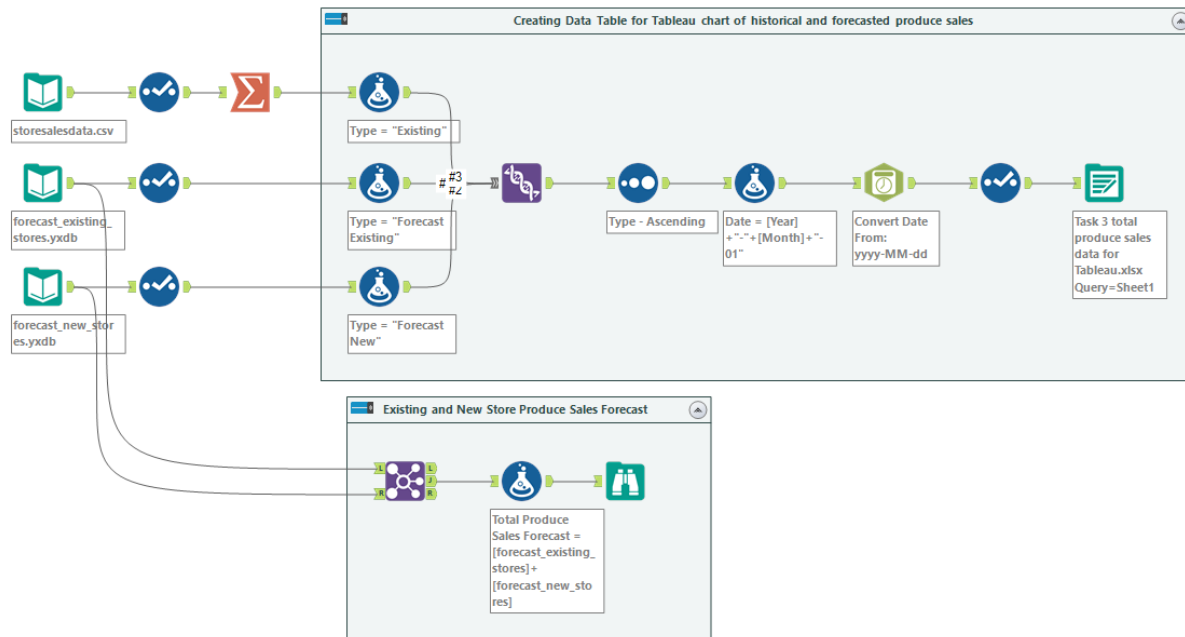 Creating Data Table for Tableau chart of historical and forecasted produce sales
storesalesdata.csv
Type = "Existing"
#
#3
#2
forecast_existing_
stores.yxdb
Type = "Forecast
Existing"
Type - Ascending
Date = [Year]
+"-"+[Month]+"-
01"
Convert Date
From:
yyyy-MM-dd
Task 3 total
produce sales
data for
Tableau.xlsx
Query=Sheet1
forecast_new_stor
es.yxdb
Type = "Forecast
New"
Existing and New Store Produce Sales Forecast
L
R
L
J
R
Total Produce
Sales Forecast =
[forecast_existing_
stores]+
[forecast_new_sto
res]